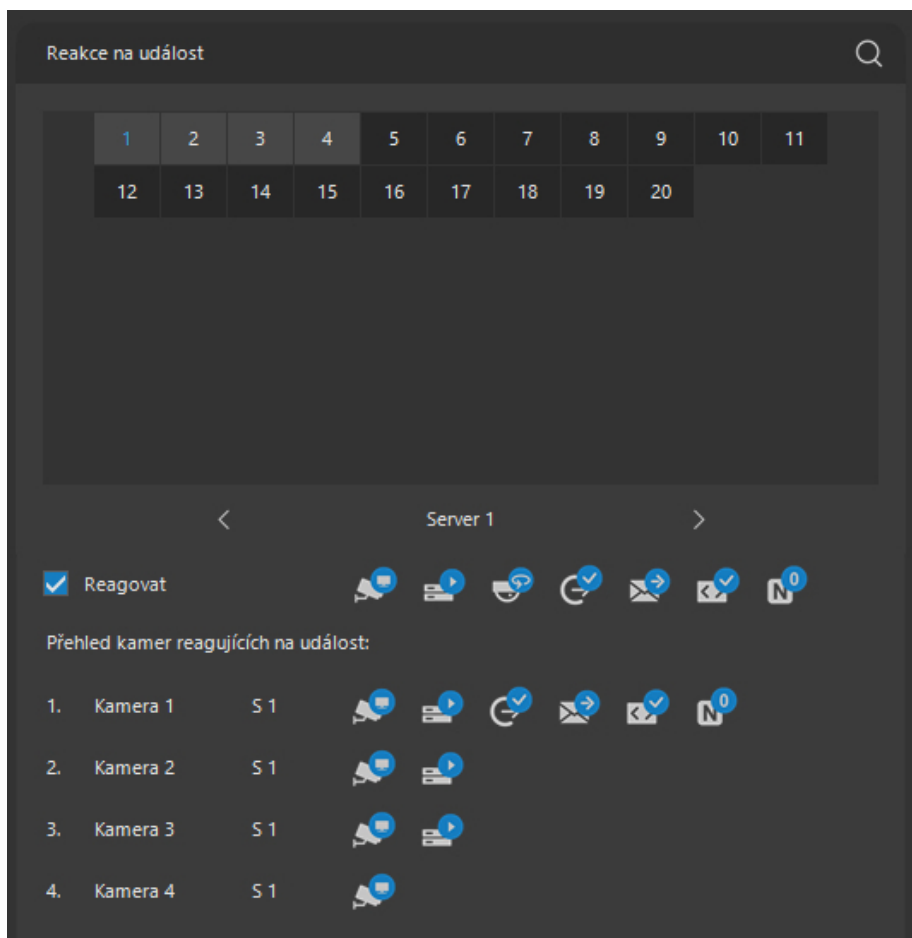 Reakce na událost
1 2 3 4 5 6 7 8 9 10 11
12 13 14 15 16 17 18 19 20
Server 1
Reagovat N 0
Přehled kamer reagujících na událost:
1. Kamera 1 S 1 N 0
2. Kamera 2 S 1
3. Kamera 3 S 1
4. Kamera 4 S 1